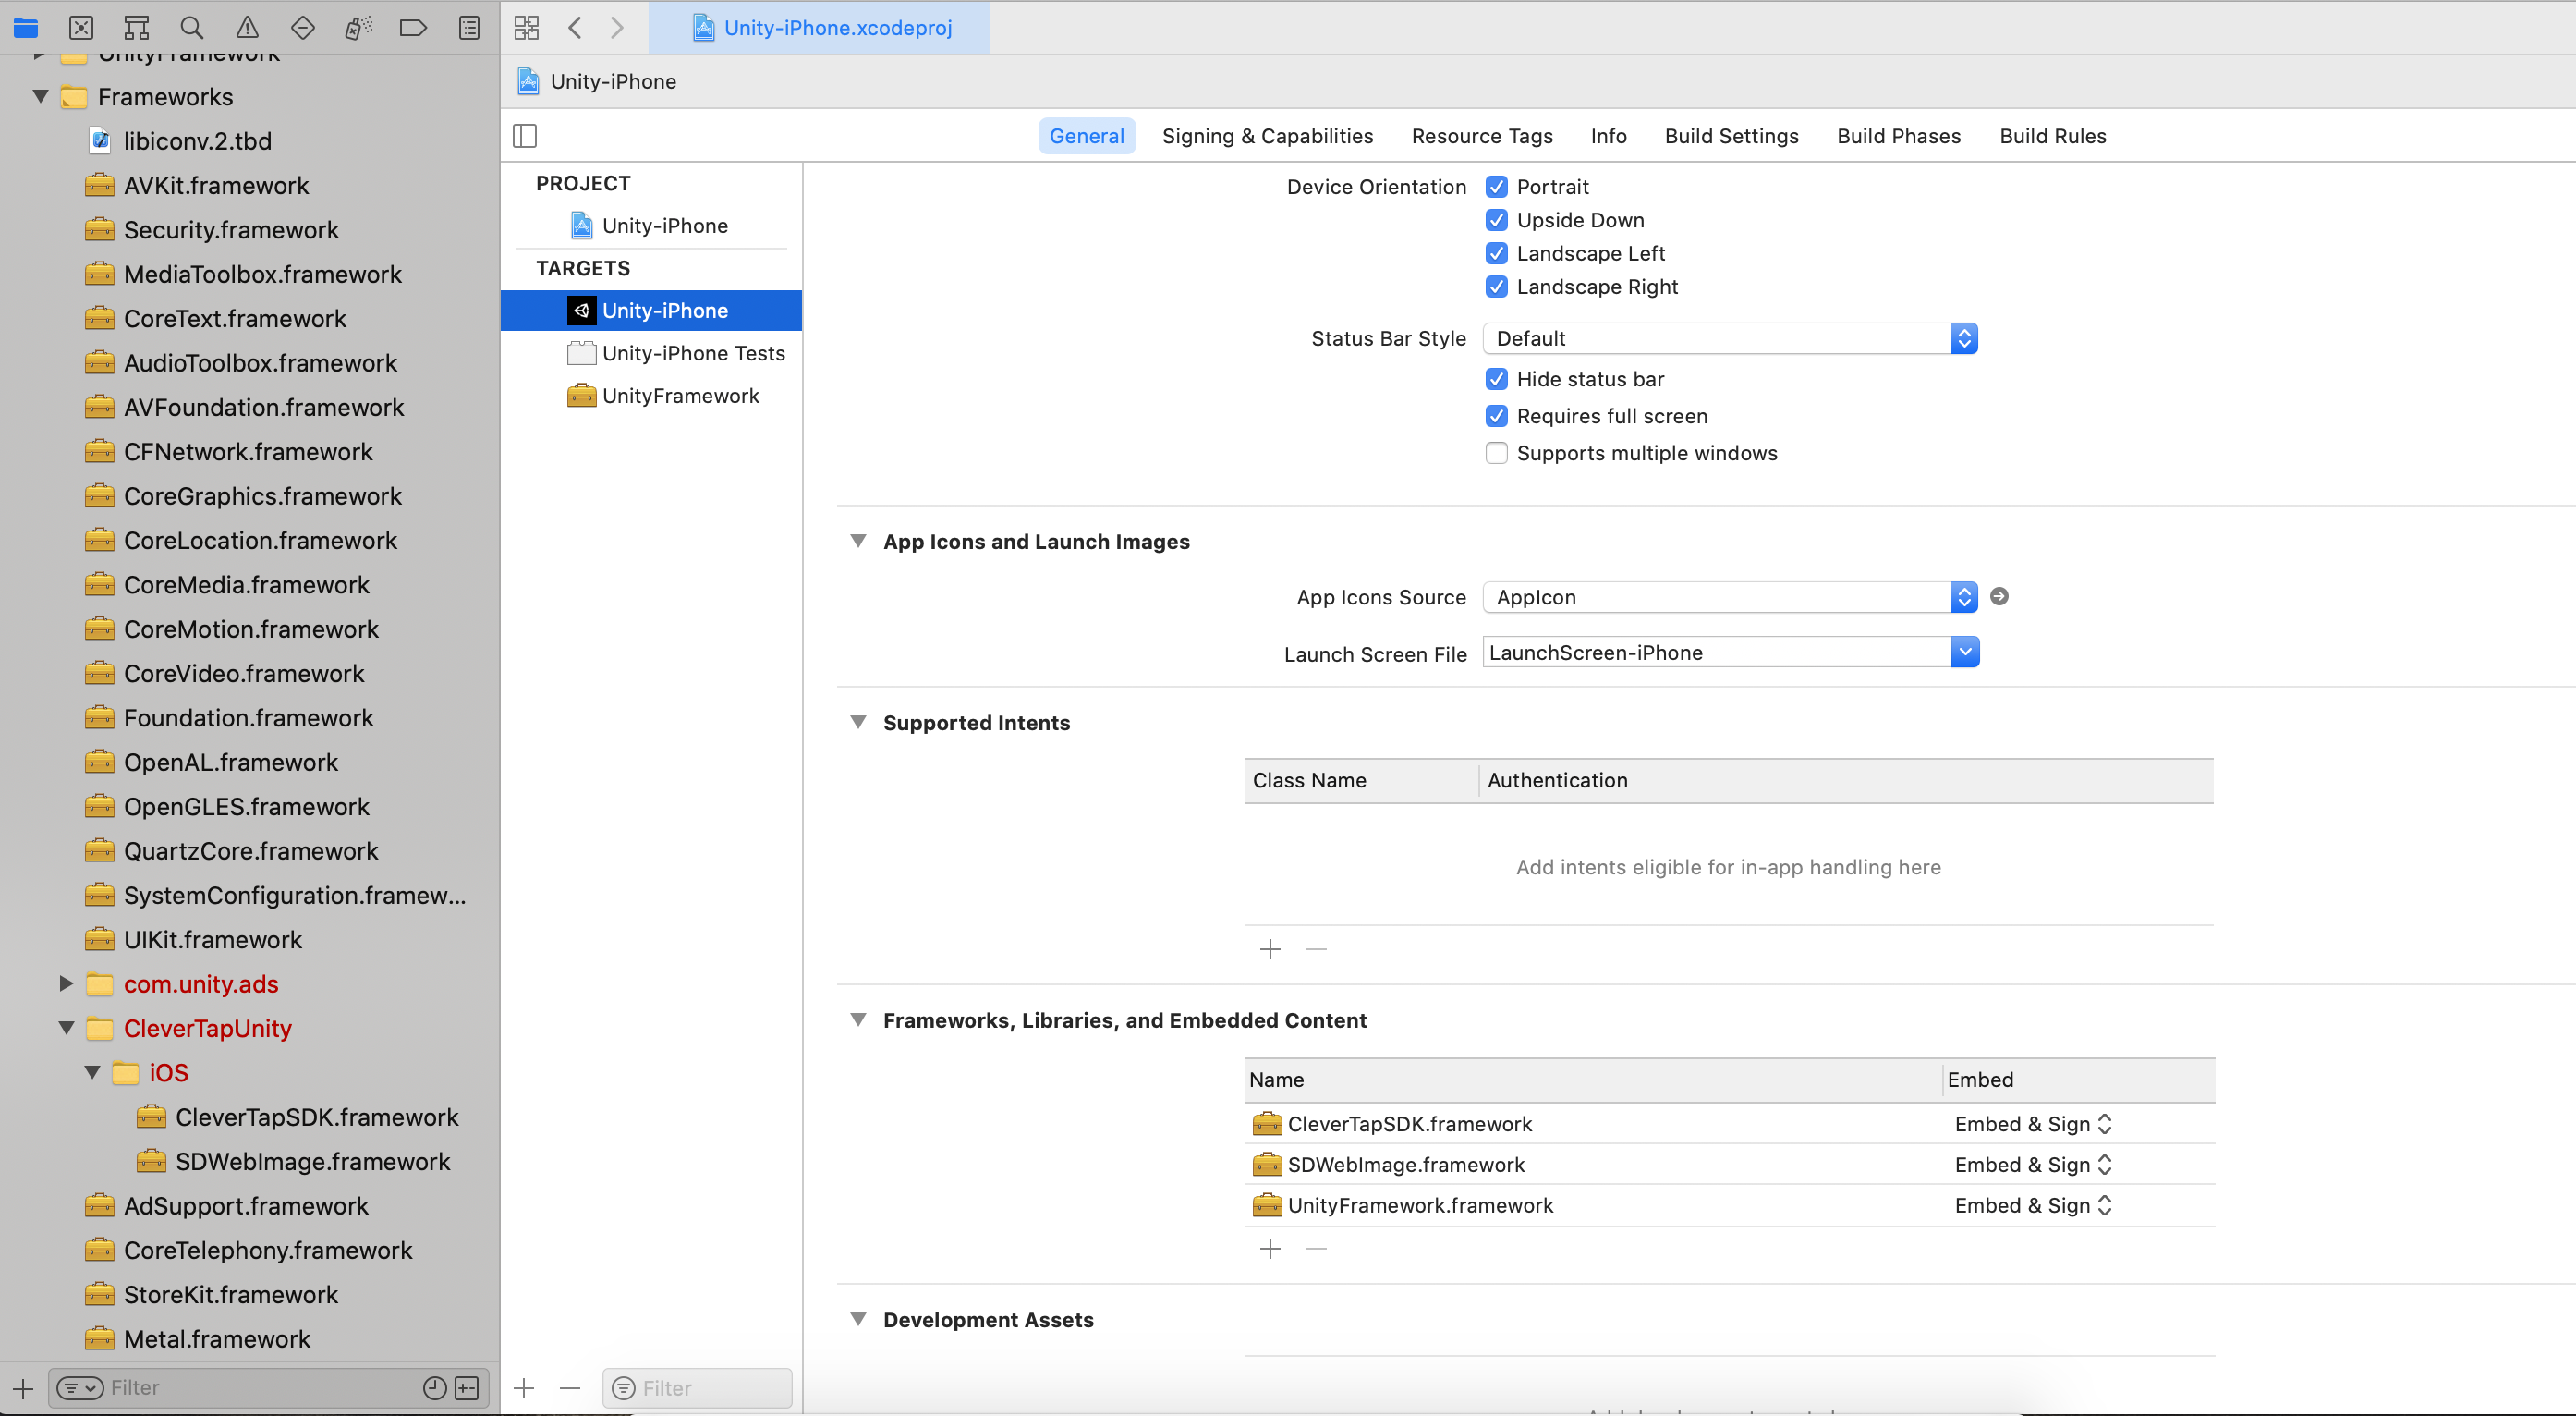 Unity-iPhone.xcodeproj
UnityFramework
Unity-iPhone
Frameworks
libiconv.2.tbd
AVKit.framework
Security.framework
MediaToolbox.framework
CoreText.framework
AudioToolbox.framework
AVFoundation.framework
CFNetwork.framework
CoreGraphics.framework
CoreLocation.framework
CoreMedia.framework
CoreMotion.framework
CoreVideo.framework
Foundation.framework
OpenAL.framework
OpenGLES.framework
QuartzCore.framework
SystemConfiguration.framew...
UIKit.framework
com.unity.ads
CleverTapUnity
iOS
CleverTapSDK.framework
SDWebImage.framework
AdSupport.framework
CoreTelephony.framework
StoreKit.framework
Metal.framework
Filter
General Signing & Capabilities Resource Tags Info Build Settings Build Phases Build Rules
PROJECT
Unity-iPhone
TARGETS
Unity-iPhone
Unity-iPhone Tests
UnityFramework
Filter
Device Orientation Portrait
Upside Down
Landscape Left
Landscape Right
Status Bar Style Default
Hide status bar
Requires full screen
Supports multiple windows
App Icons and Launch Images
App Icons Source AppIcon
Launch Screen File LaunchScreen-iPhone
Supported Intents
Class Name Authentication
Add intents eligible for in-app handling here
Frameworks, Libraries, and Embedded Content
Name Embed
CleverTapSDK.framework Embed & Sign
SDWebImage.framework Embed & Sign
UnityFramework.framework Embed & Sign
Development Assets